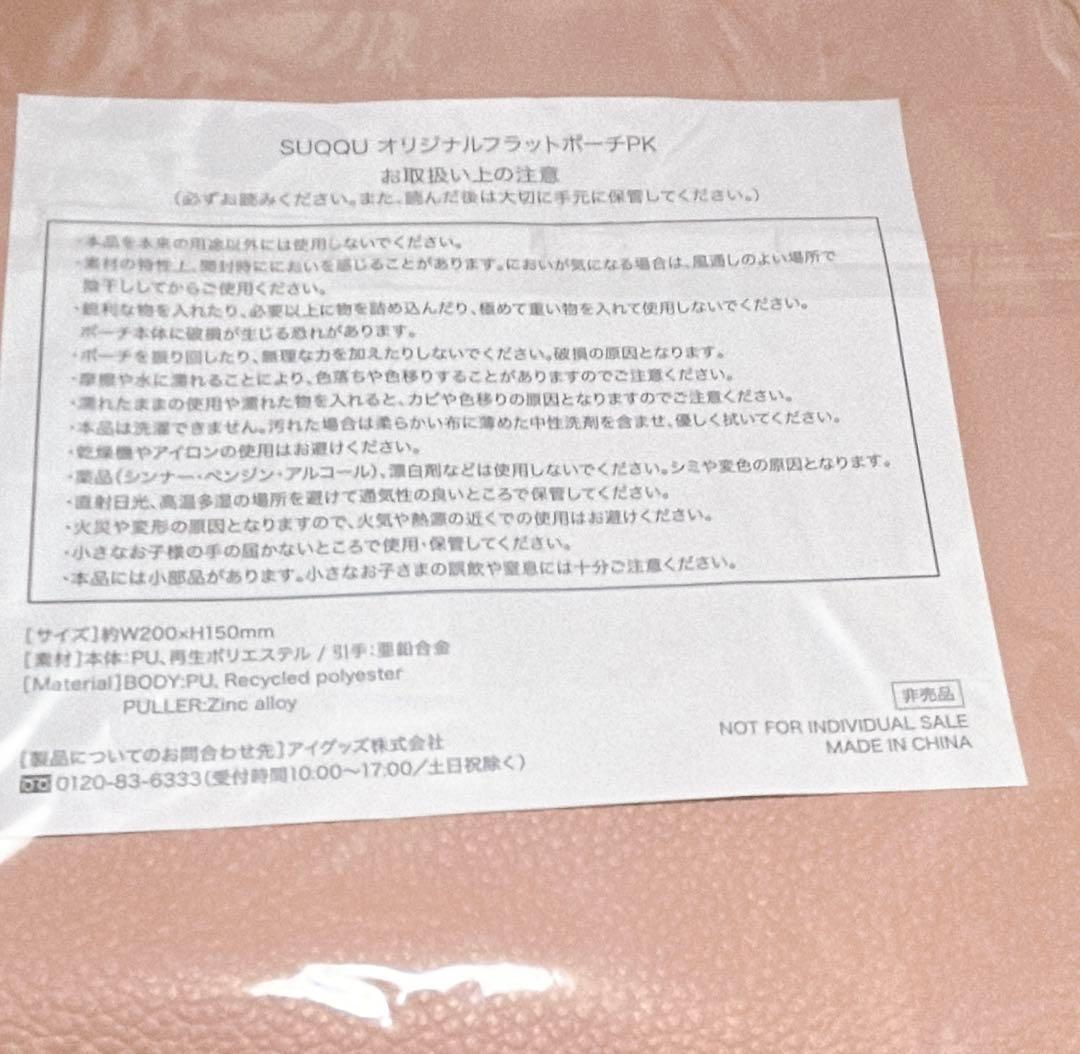 SUQQU オリジナルフラットポーチPK
お取扱い上の注意
(必ずお読みください。また、読んだ後は大切に手元に保管してください。)
・本品を本来の用途以外には使用しないでください。
・素材の特性上、開封時ににおいを感じることがあります。においが気になる場合は、風通しのよい場所で
陰干ししてからご使用ください。
・鋭利な物を入れたり、必要以上に物を詰め込んだり、極めて重い物を入れて使用しないでください。
ポーチ本体に破損が生じる恐れがあります。
・ポーチを振り回したり、無理な力を加えたりしないでください。破損の原因となります。
・摩擦や水に濡れることにより、色落ちや色移りすることがありますのでご注意ください。
・濡れたままの使用や濡れた物を入れると、カビや色移りの原因となりますのでご注意ください。
・本品は洗濯できません。汚れた場合は柔らかい布に薄めた中性洗剤を含ませ、優しく拭いてください。
・乾燥機やアイロンの使用はお避けください。
・薬品(シンナー・ベンジン・アルコール)、漂白剤などは使用しないでください。シミや変色の原因となります。
・直射日光、高温多湿の場所を避けて通気性の良いところで保管してください。
・火災や変形の原因となりますので、火気や熱源の近くでの使用はお避けください。
・小さなお子様の手の届かないところで使用・保管してください。
・本品には小部品があります。小さなお子さまの誤飲や窒息には十分ご注意ください。
[サイズ]約W200×H150mm
[素材]本体:PU、再生ポリエステル / 引手:亜鉛合金
[Material]BODY:PU, Recycled polyester
PULLER:Zinc alloy
非売品
NOT FOR INDIVIDUAL SALE
MADE IN CHINA
[製品についてのお問合わせ先]アイグッズ株式会社
0120-83-6333(受付時間10:00〜17:00/土日祝除く)